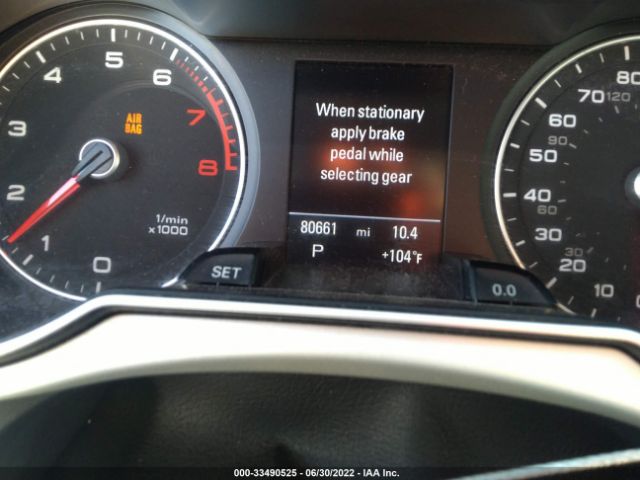 0
1
2
3
4
5
6
7
8
AIR
BAG
1/min
x1000
When stationary
apply brake
pedal while
selecting gear
80661 mi 10.4
P +104°F
SET
0.0
80
70 120
60
50 90
40
60
30
30
20
10
000-33490525 - 06/30/2022 - IAA Inc.